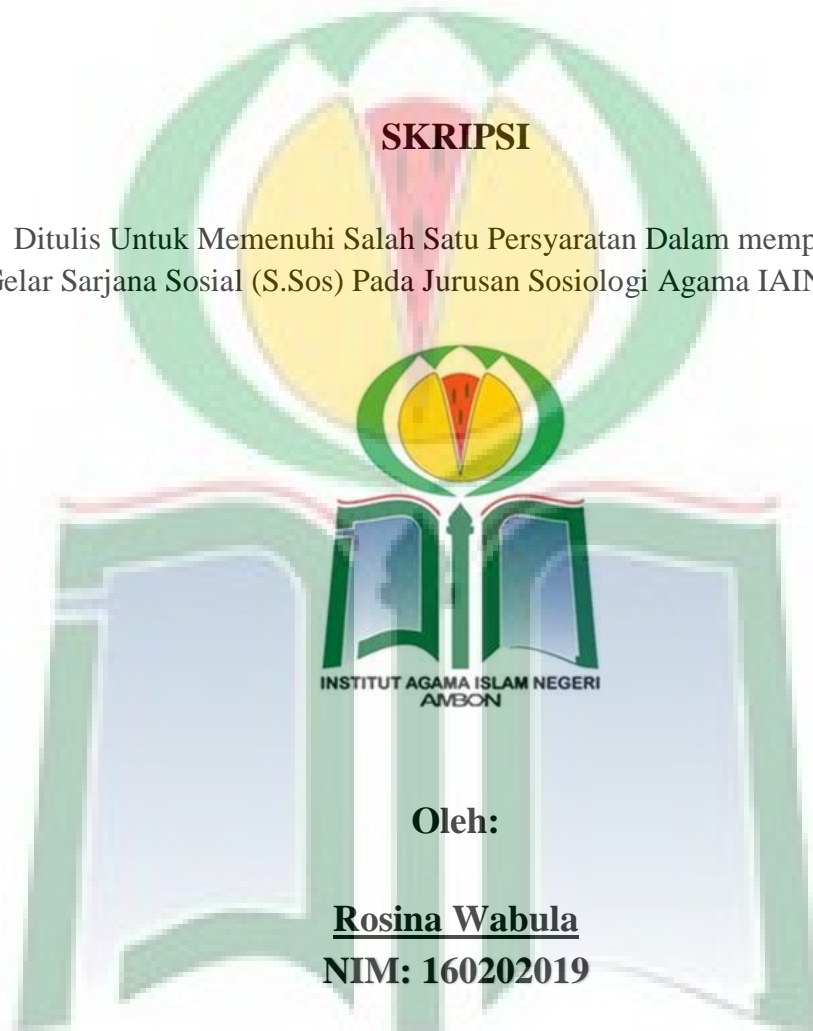 SKRIPSI
Ditulis Untuk Memenuhi Salah Satu Persyaratan Dalam memp
Gelar Sarjana Sosial (S.Sos) Pada Jurusan Sosiologi Agama IAIN
INSTITUT AGAMA ISLAM NEGERI
AMBON
Oleh:
Rosina Wabula
NIM: 160202019